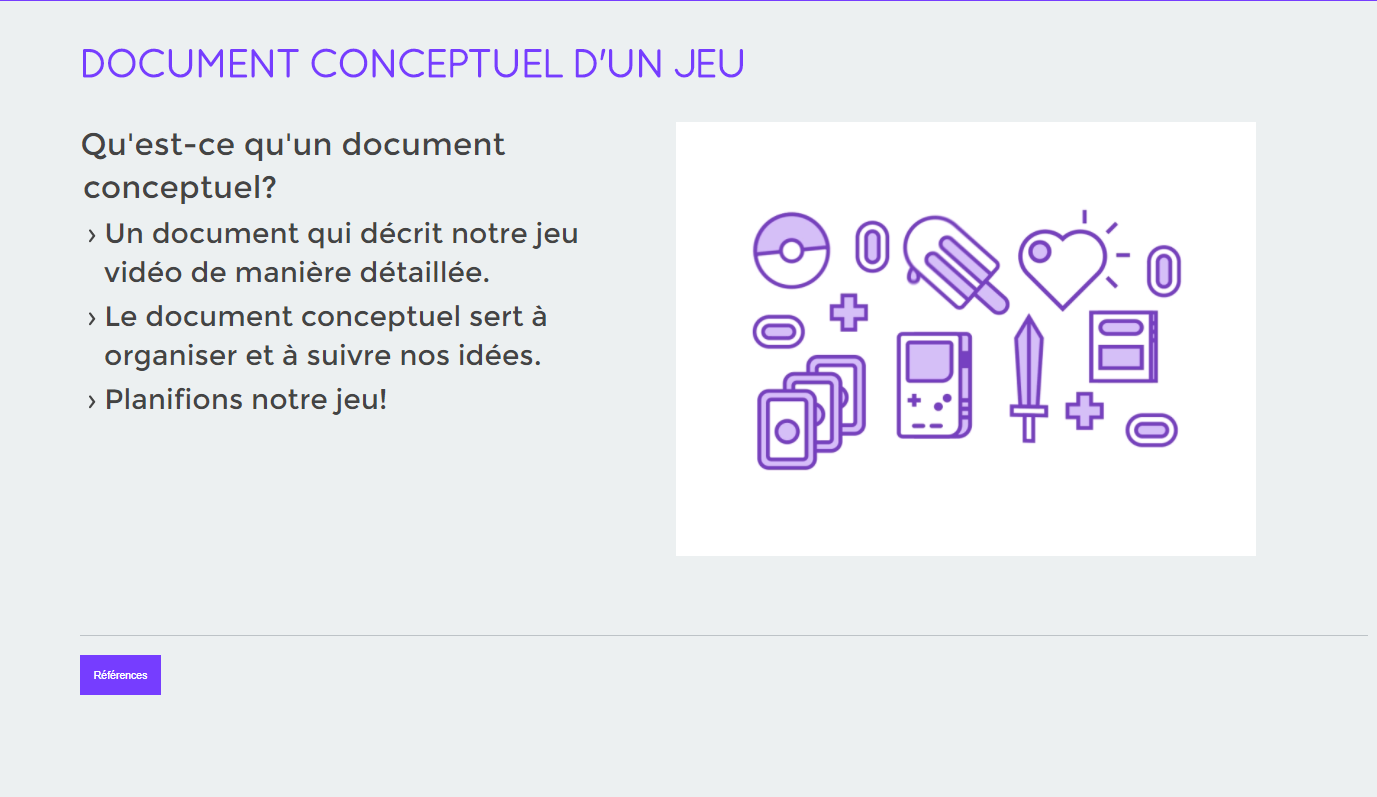 DOCUMENT CONCEPTUEL D'UN JEU
Qu'est-ce qu'un document
conceptuel?
› Un document qui décrit notre jeu
vidéo de manière détaillée.
› Le document conceptuel sert à
organiser et à suivre nos idées.
› Planifions notre jeu!
Références